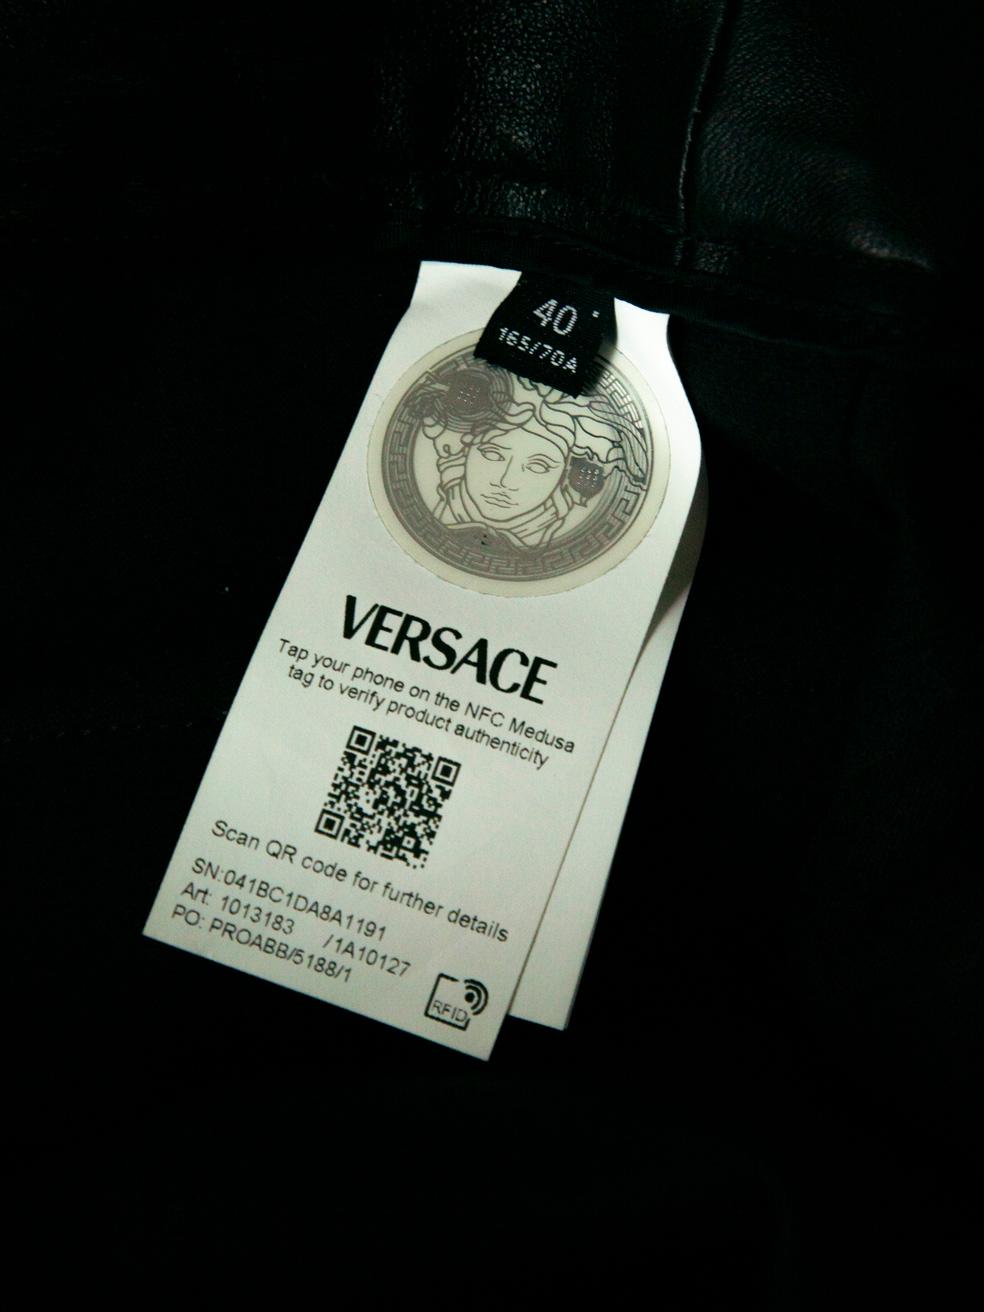 40
165/70A
VERSACE
Tap your phone on the NFC Medusa
tag to verify product authenticity
Scan QR code for further details
SN:041BC1DA8A1191
Art: 1013183 /1A10127
PO: PROABB/5188/1
RFID